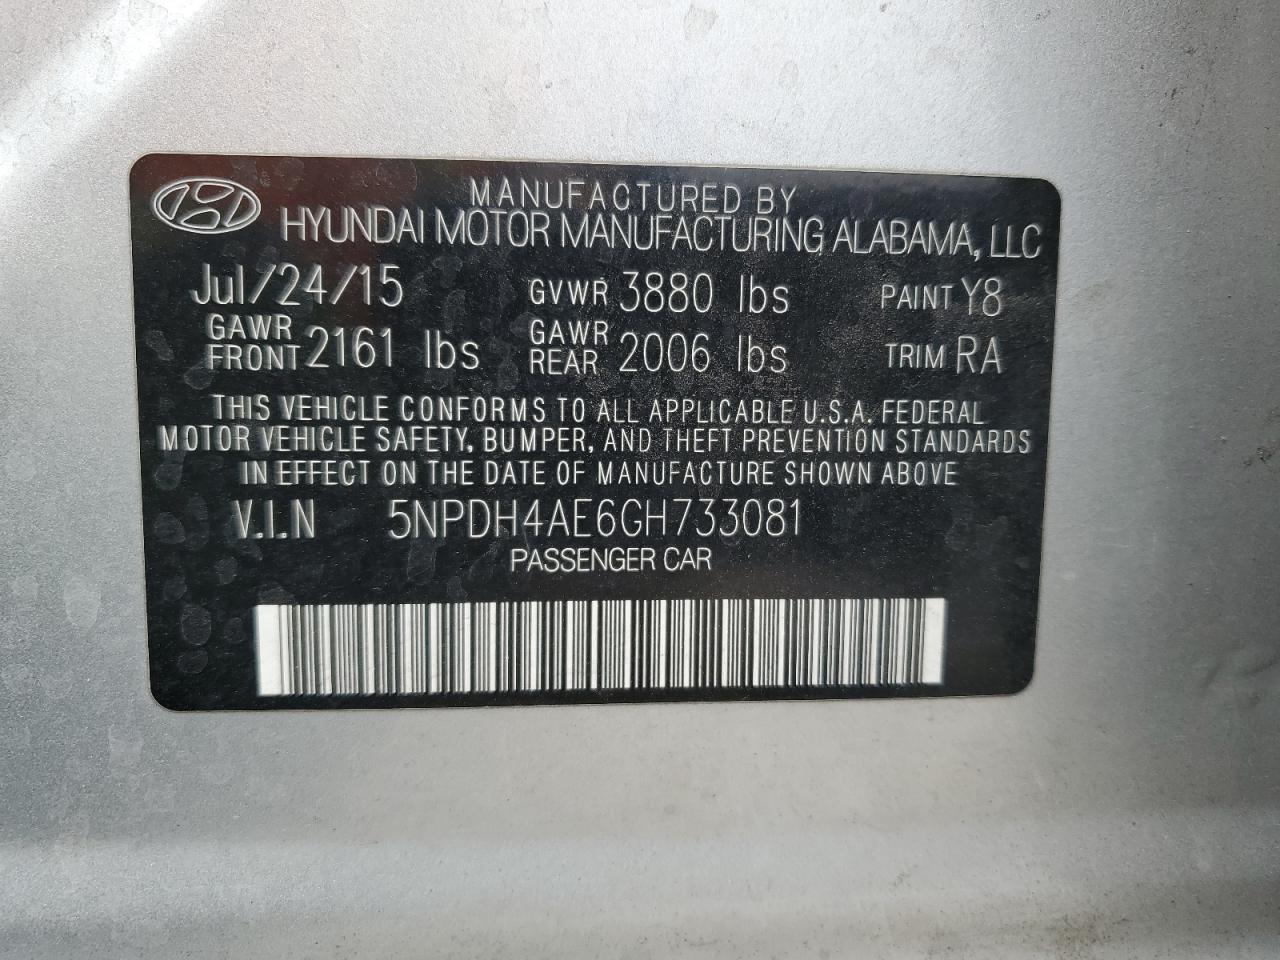 MANUFACTURED BY
HYUNDAI MOTOR MANUFACTURING ALABAMA, LLC
Jul/24/15 GVWR 3880 lbs PAINT Y8
GAWR FRONT 2161 lbs GAWR REAR 2006 lbs TRIM RA
THIS VEHICLE CONFORMS TO ALL APPLICABLE U.S.A. FEDERAL
MOTOR VEHICLE SAFETY, BUMPER, AND THEFT PREVENTION STANDARDS
IN EFFECT ON THE DATE OF MANUFACTURE SHOWN ABOVE
V.I.N 5NPDH4AE6GH733081
PASSENGER CAR